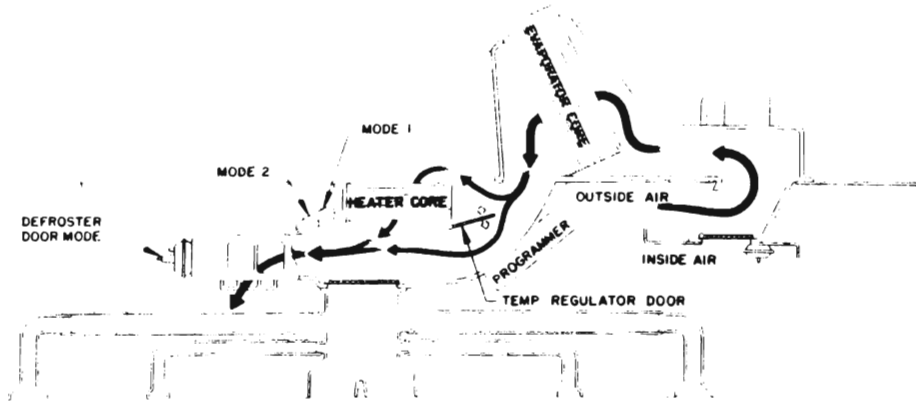 EVAPORATOR CORE
MODE 1
MODE 2
HEATER CORE
OUTSIDE AIR
DEFROSTER
DOOR MODE
PROGRAMMER
INSIDE AIR
TEMP REGULATOR DOOR